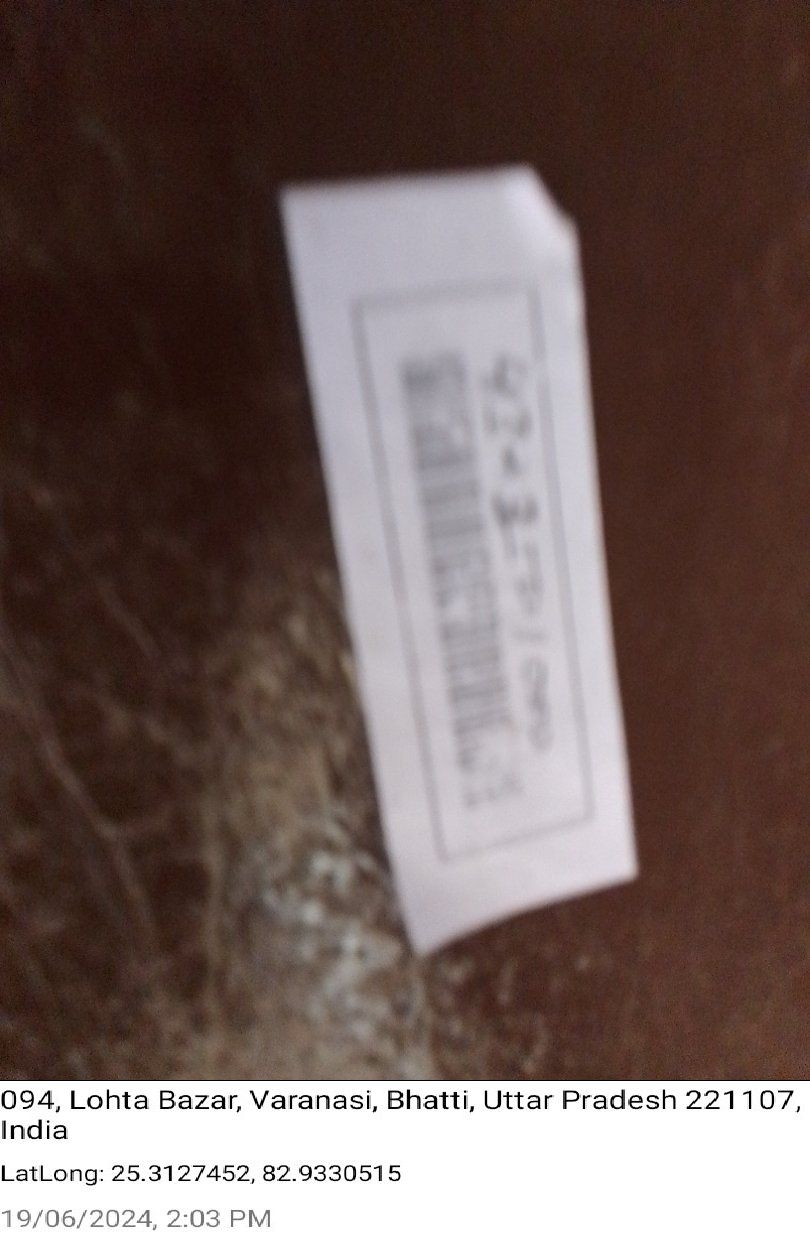 094, Lohta Bazar, Varanasi, Bhatti, Uttar Pradesh 221107,
India
LatLong: 25.3127452, 82.9330515
19/06/2024, 2:03 PM